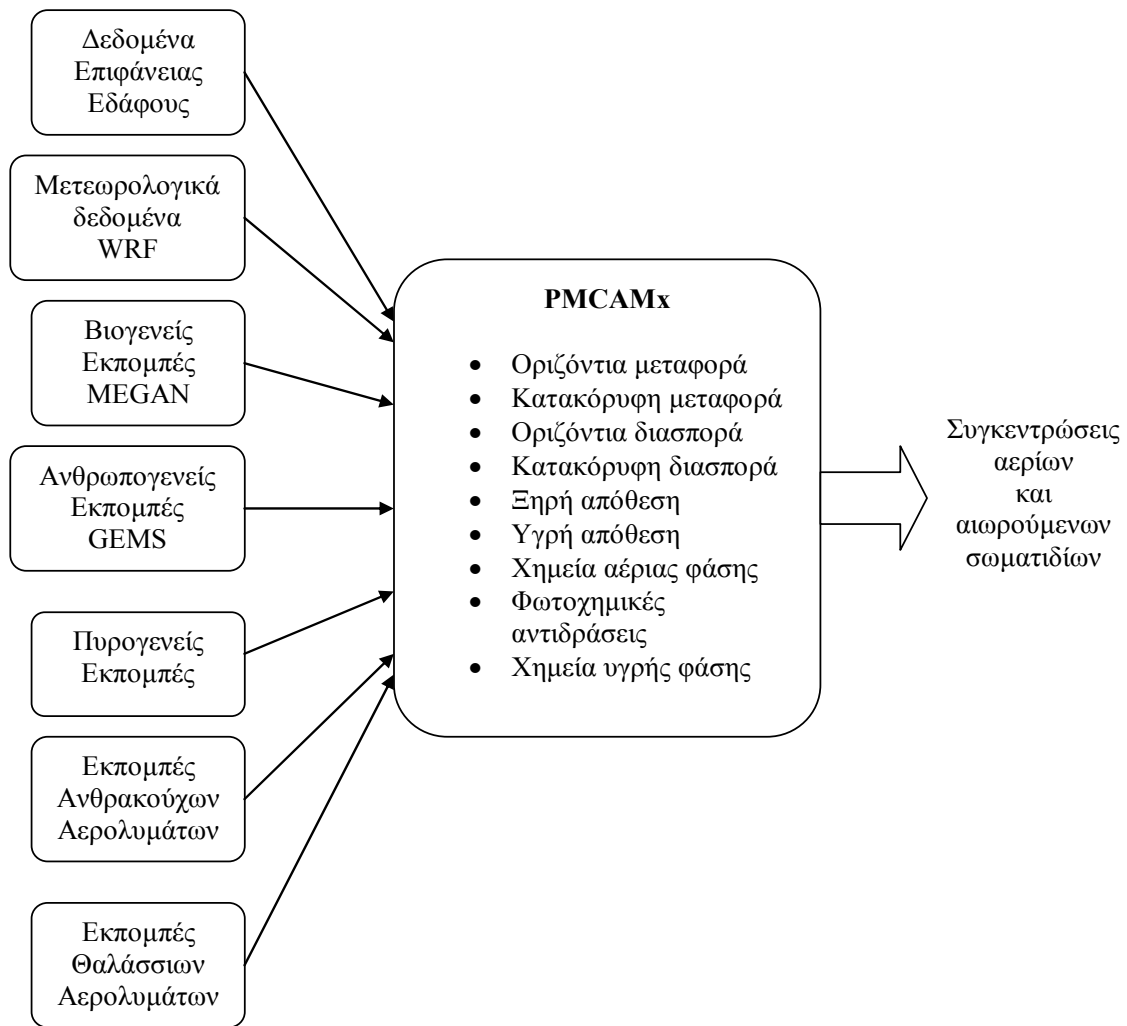 Δεδομένα
Επιφάνειας
Εδάφους
Μετεωρολογικά
δεδομένα
WRF
Βιογενείς
Εκπομπές
MEGAN
Ανθρωπογενείς
Εκπομπές
GEMS
Πυρογενείς
Εκπομπές
Εκπομπές
Ανθρακούχων
Αερολυμάτων
Εκπομπές
Θαλάσσιων
Αερολυμάτων
PMCAMx
• Οριζόντια μεταφορά
• Κατακόρυφη μεταφορά
• Οριζόντια διασπορά
• Κατακόρυφη διασπορά
• Ξηρή απόθεση
• Υγρή απόθεση
• Χημεία αέριας φάσης
• Φωτοχημικές
αντιδράσεις
• Χημεία υγρής φάσης
Συγκεντρώσεις
αερίων
και
αιωρούμενων
σωματιδίων